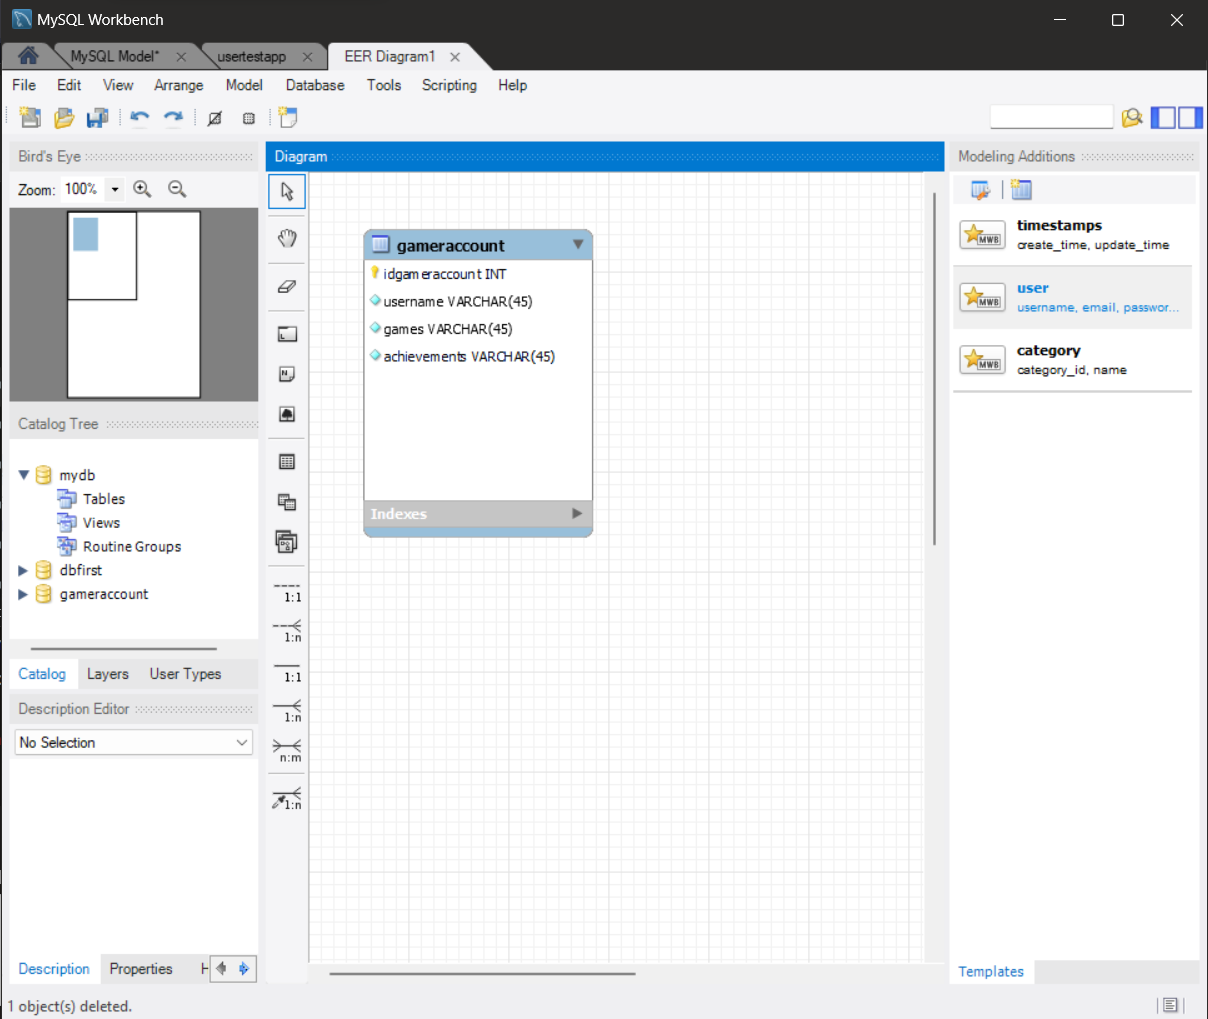 MySQL Workbench
MySQL Model* usertestapp EER Diagram1
File Edit View Arrange Model Database Tools Scripting Help
Bird's Eye
Zoom: 100%
Catalog Tree
mydb
Tables
Views
Routine Groups
dbfirst
gameraccount
Catalog Layers User Types
Description Editor
No Selection
Description Properties H
Diagram
L
N
1:1
1:n
1:1
1:n
n:m
1:n
gameraccount
idgameraccount INT
username VARCHAR(45)
games VARCHAR(45)
achievements VARCHAR(45)
Indexes
Modeling Additions
MWB
timestamps
create_time, update_time
MWB
user
username, email, passwor...
MWB
category
category_id, name
Templates
1 object(s) deleted.